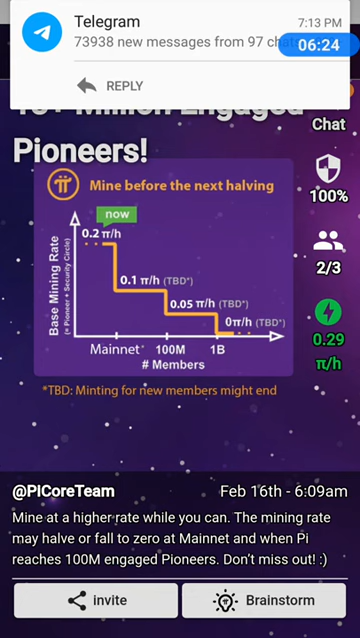 Telegram
7:13 PM
73938 new messages from 97 chats
06:24
REPLY
10+ Million Engaged
Pioneers!
Chat
100%
2/3
0.29
π/h
Mine before the next halving
now
0.2 π/h
0.1 π/h (TBD*)
0.05 π/h (TBD*)
0π/h (TBD*)
Base Mining Rate
(= Pioneer + Security Circle)
Mainnet* 100M 1B
# Members
*TBD: Minting for new members might end
@PICoreTeam Feb 16th - 6:09am
Mine at a higher rate while you can. The mining rate
may halve or fall to zero at Mainnet and when Pi
reaches 100M engaged Pioneers. Don't miss out! :)
invite
Brainstorm